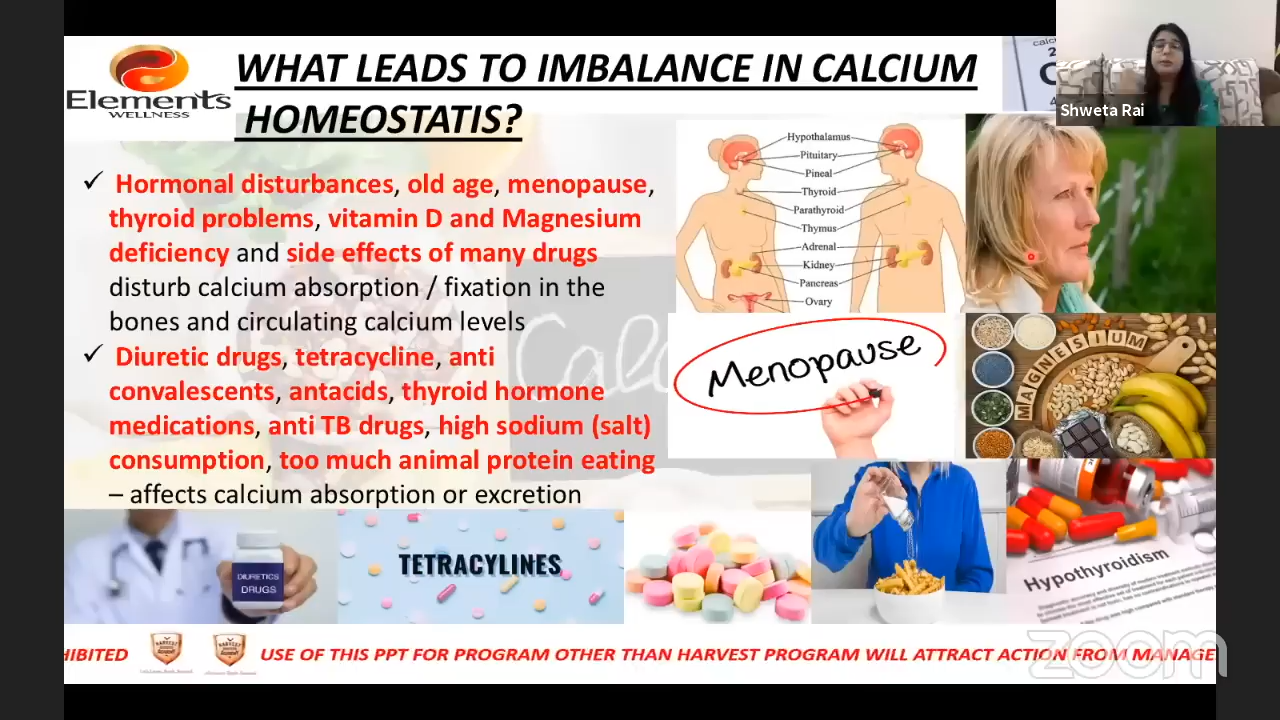 Elements
WELLNESS
WHAT LEADS TO IMBALANCE IN CALCIUM
HOMEOSTATIS?
Shweta Rai
✓ Hormonal disturbances, old age, menopause,
thyroid problems, vitamin D and Magnesium
deficiency and side effects of many drugs
disturb calcium absorption / fixation in the
bones and circulating calcium levels
✓ Diuretic drugs, tetracycline, anti
convalescents, antacids, thyroid hormone
medications, anti TB drugs, high sodium (salt)
consumption, too much animal protein eating
– affects calcium absorption or excretion
Hypothalamus
Pituitary
Pineal
Thyroid
Parathyroid
Thymus
Adrenal
Kidney
Pancreas
Ovary
Menopause
MAGNESIUM
DIURETICS
DRUGS
TETRACYLINES
Hypothyroidism
HIBITED
USE OF THIS PPT FOR PROGRAM OTHER THAN HARVEST PROGRAM WILL ATTRACT ACTION FROM MANAGE
zoom